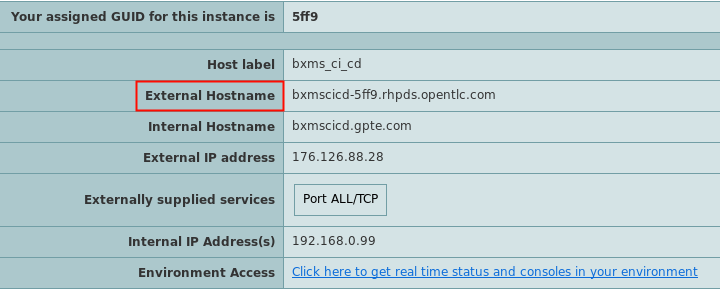 Your assigned GUID for this instance is 5ff9
Host label bxms_ci_cd
External Hostname bxmscicd-5ff9.rhpds.opentlc.com
Internal Hostname bxmscicd.gpte.com
External IP address 176.126.88.28
Externally supplied services Port ALL/TCP
Internal IP Address(s) 192.168.0.99
Environment Access Click here to get real time status and consoles in your environment